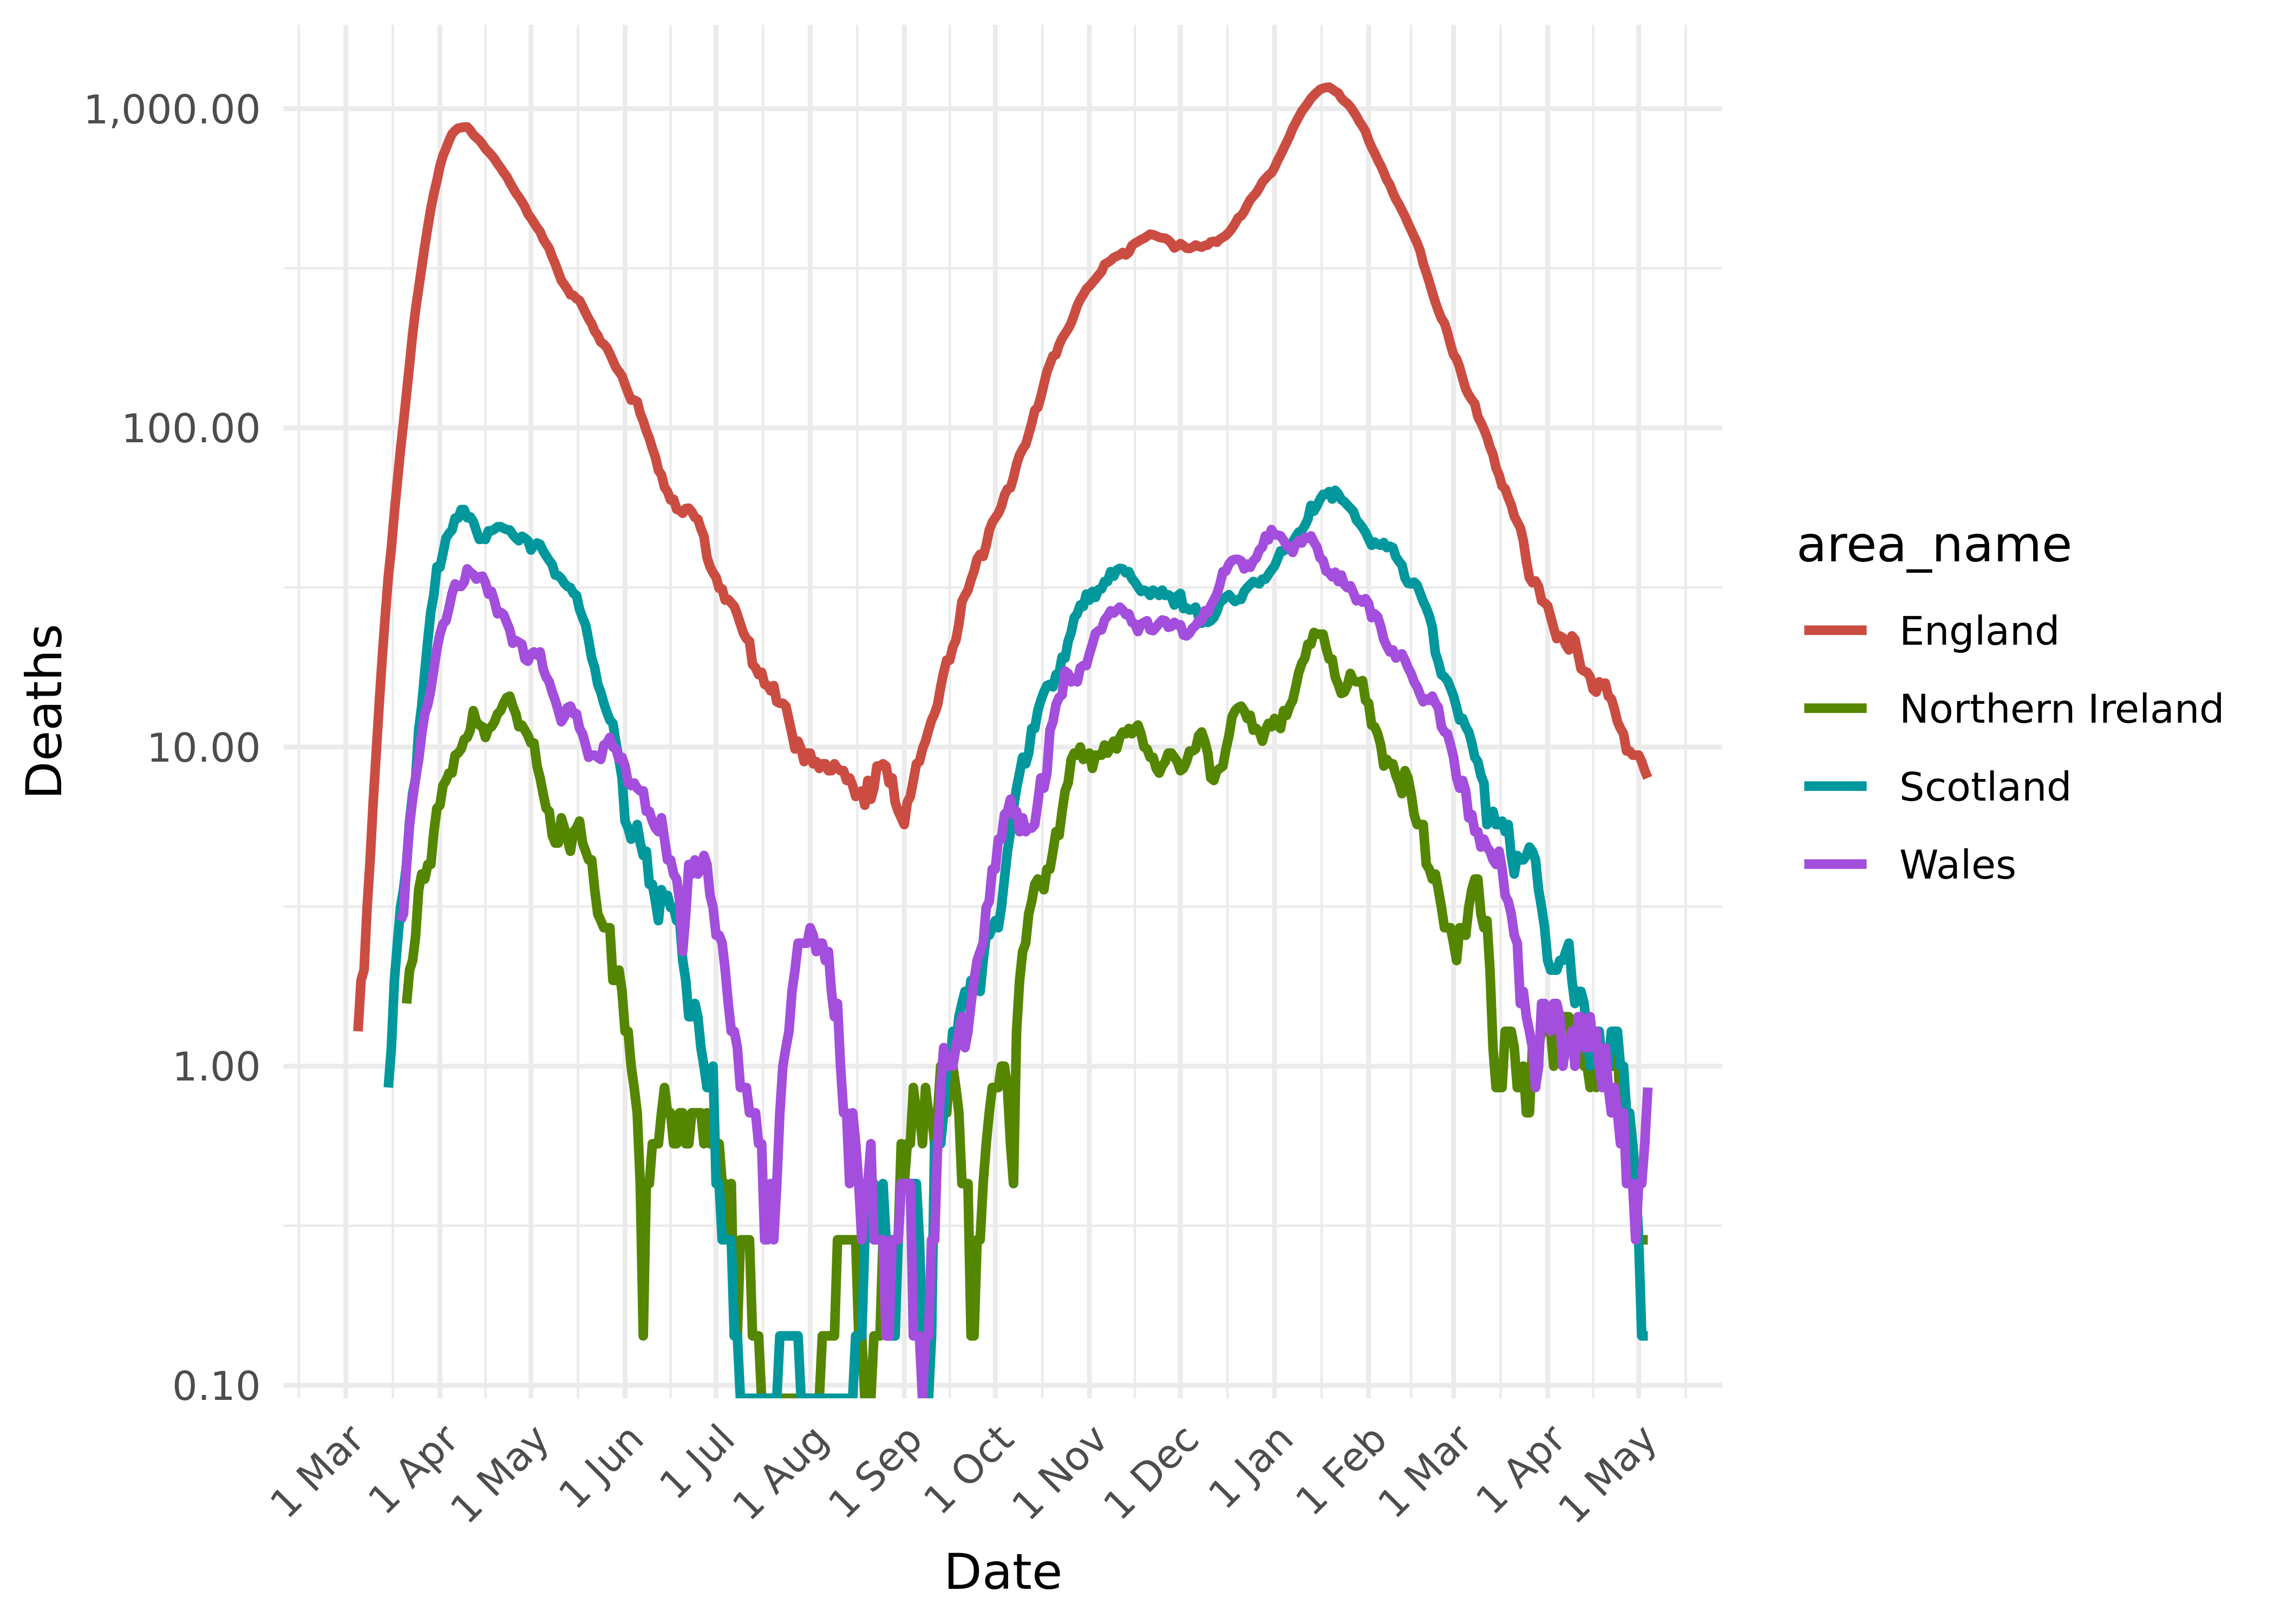 1,000.00
100.00
10.00
1.00
0.10
Deaths
1 Mar
1 Apr
1 May
1 Jun
1 Jul
1 Aug
1 Sep
1 Oct
1 Nov
1 Dec
1 Jan
1 Feb
1 Mar
1 Apr
1 May
Date
area_name
England
Northern Ireland
Scotland
Wales